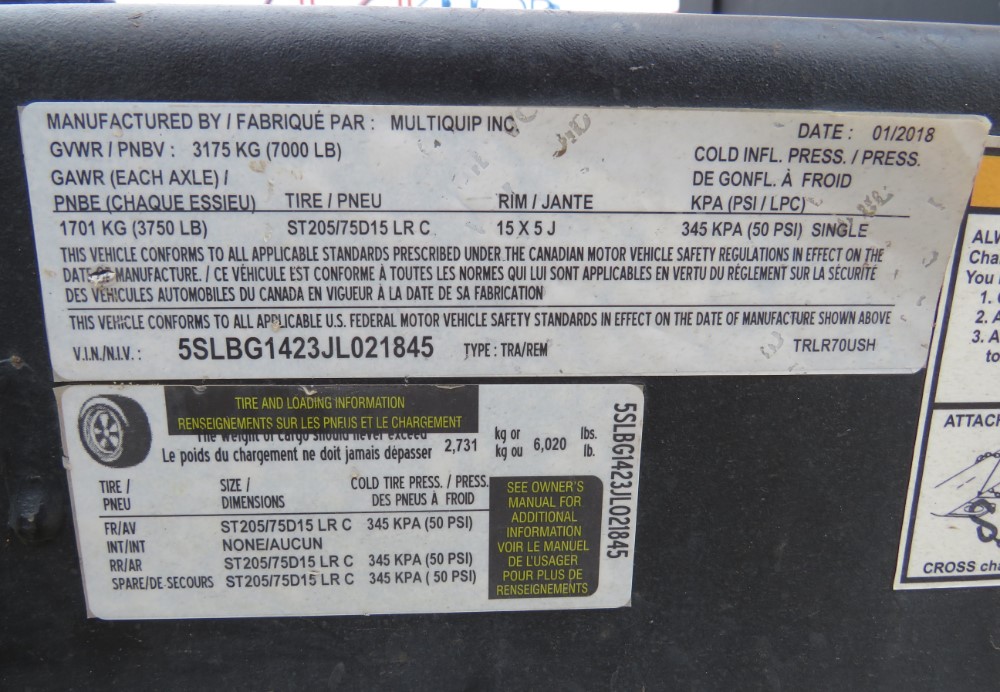 MANUFACTURED BY / FABRIQUÉ PAR : MULTIQUIP INC.
DATE : 01/2018
GVWR / PNBV : 3175 KG (7000 LB)
COLD INFL. PRESS. / PRESS.
GAWR (EACH AXLE) /
DE GONFL. À FROID
PNBE (CHAQUE ESSIEU) TIRE / PNEU RIM / JANTE KPA (PSI / LPC)
1701 KG (3750 LB) ST205/75D15 LR C 15 X 5 J 345 KPA (50 PSI) SINGLE
THIS VEHICLE CONFORMS TO ALL APPLICABLE STANDARDS PRESCRIBED UNDER THE CANADIAN MOTOR VEHICLE SAFETY REGULATIONS IN EFFECT ON THE
DATE OF MANUFACTURE. / CE VÉHICULE EST CONFORME À TOUTES LES NORMES QUI LUI SONT APPLICABLES EN VERTU DU RÉGLEMENT SUR LA SÉCURITÉ
DES VÉHICULES AUTOMOBILES DU CANADA EN VIGUEUR À LA DATE DE SA FABRICATION
THIS VEHICLE CONFORMS TO ALL APPLICABLE U.S. FEDERAL MOTOR VEHICLE SAFETY STANDARDS IN EFFECT ON THE DATE OF MANUFACTURE SHOWN ABOVE
V.I.N./N.I.V.: 5SLBG1423JL021845 TYPE : TRA/REM TRLR70USH
TIRE AND LOADING INFORMATION
RENSEIGNEMENTS SUR LES PNEUS ET LE CHARGEMENT
The weight of cargo should never exceed
Le poids du chargement ne doit jamais dépasser
2,731 kg or
kg ou
6,020 lbs.
lb.
TIRE /
PNEU
SIZE /
DIMENSIONS
COLD TIRE PRESS. / PRESS.
DES PNEUS À FROID
FR/AV ST205/75D15 LR C 345 KPA (50 PSI)
INT/INT NONE/AUCUN
RR/AR ST205/75D15 LR C 345 KPA (50 PSI)
SPARE/DE-SECOURS ST205/75D15 LR C 345 KPA ( 50 PSI)
SEE OWNER'S
MANUAL FOR
ADDITIONAL
INFORMATION
VOIR LE MANUEL
DE L'USAGER
POUR PLUS DE
RENSEIGNEMENTS
5SLBG1423JL021845
You
1.
2. A
3. A
to
ATTACH
CROSS cha